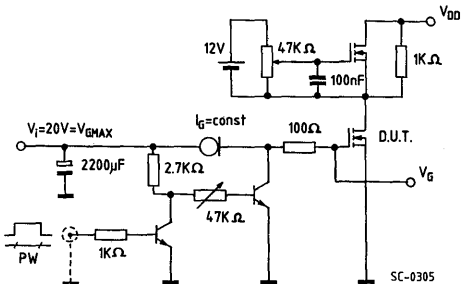 V_DD
12V
47KΩ
100nF
1KΩ
V_i=20V=V_GMAX
I_G=const
100Ω
D.U.T.
2200μF
2.7KΩ
47KΩ
V_G
PW
1KΩ
SC-0305